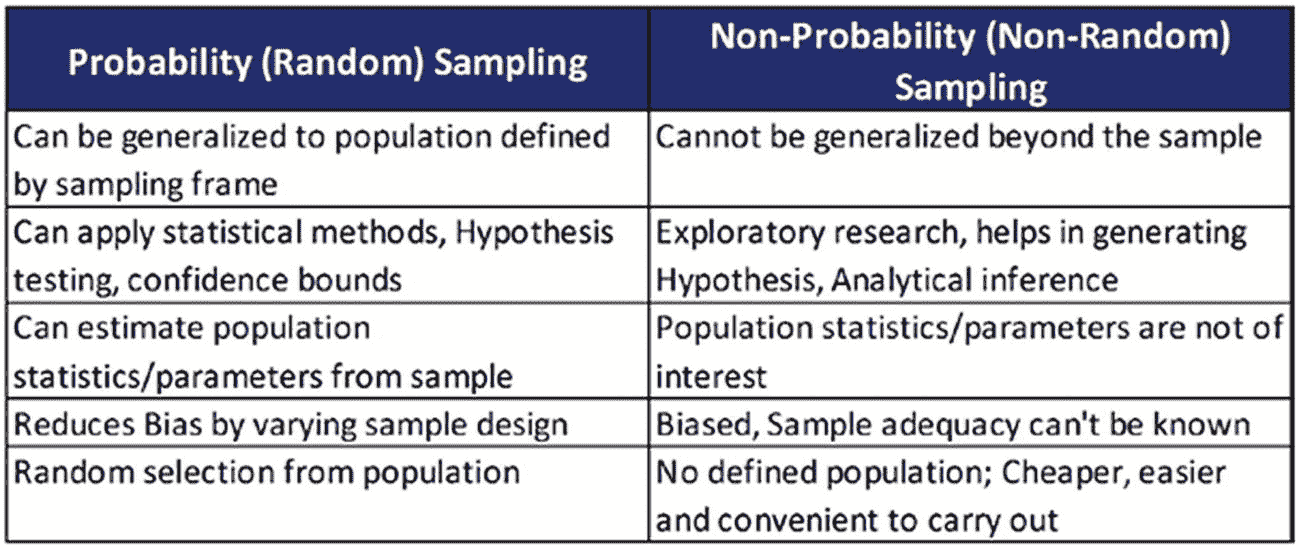 Probability (Random) Sampling
Non-Probability (Non-Random)
Sampling
Can be generalized to population defined
by sampling frame
Cannot be generalized beyond the sample
Can apply statistical methods, Hypothesis
testing, confidence bounds
Exploratory research, helps in generating
Hypothesis, Analytical inference
Can estimate population
statistics/parameters from sample
Population statistics/parameters are not of
interest
Reduces Bias by varying sample design
Biased, Sample adequacy can't be known
Random selection from population
No defined population; Cheaper, easier
and convenient to carry out